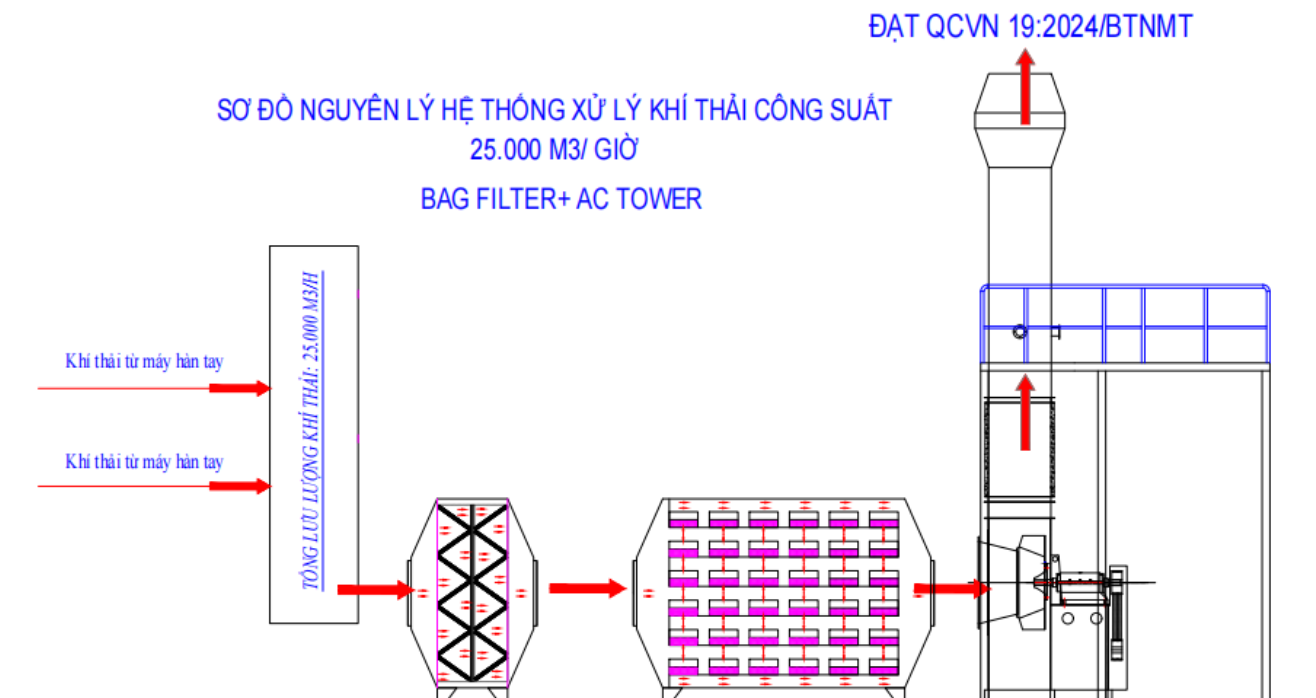 ĐẠT QCVN 19:2024/BTNMT
SƠ ĐỒ NGUYÊN LÝ HỆ THỐNG XỬ LÝ KHÍ THẢI CÔNG SUẤT
25.000 M3/ GIỜ
BAG FILTER+ AC TOWER
TỔNG LƯU LƯỢNG KHÍ THẢI: 25.000 M3/H
Khí thải từ máy hàn tay
Khí thải từ máy hàn tay